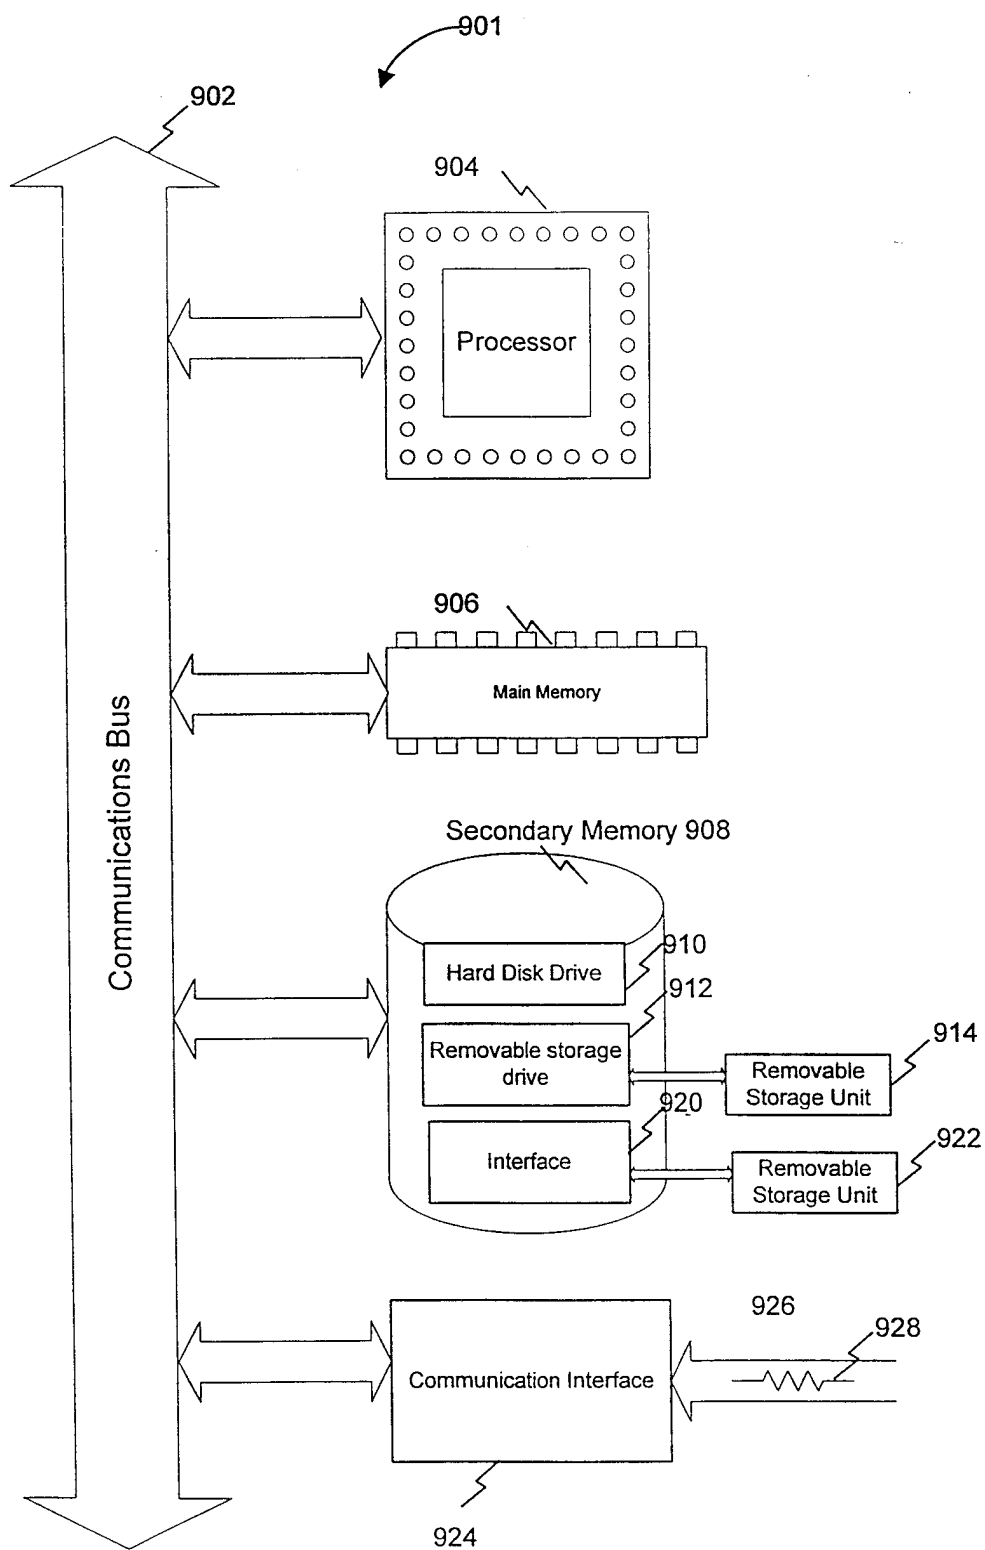 901
902
904
Processor
906
Main Memory
Communications Bus
Secondary Memory 908
910
Hard Disk Drive
912
Removable storage
drive
914
Removable
Storage Unit
920
Interface
922
Removable
Storage Unit
926
928
Communication Interface
924